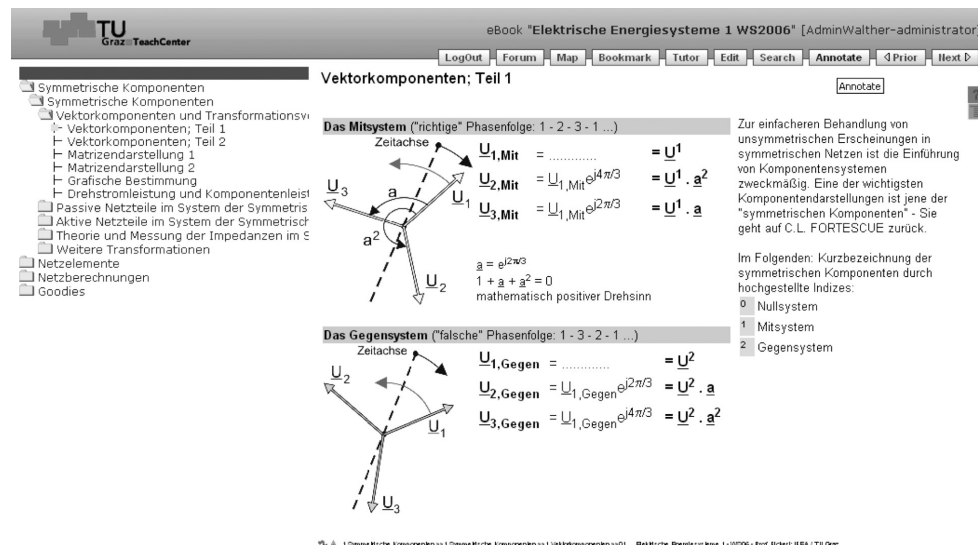 TU
Graz TeachCenter
eBook "Elektrische Energiesysteme 1 WS2006" [AdminWalther-administrator]
LogOut Forum Map Bookmark Tutor Edit Search Annotate Prior Next
Annotate
Symmetrische Komponenten
Symmetrische Komponenten
Vektorkomponenten und Transformationsv
Vektorkomponenten; Teil 1
Vektorkomponenten; Teil 2
Matrizendarstellung 1
Matrizendarstellung 2
Grafische Bestimmung
Drehstromleistung und Komponentenleist
Passive Netzteile im System der Symmetris
Aktive Netzteile im System der Symmetrisch
Theorie und Messung der Impedanzen im S
Weitere Transformationen
Netzelemente
Netzberechnungen
Goodies
Vektorkomponenten; Teil 1
Das Mitsystem ("richtige" Phasenfolge: 1 - 2 - 3 - 1 ...)
Zeitachse
U3
a
U1
a²
U2
U1,Mit = ............. = U¹
U2,Mit = U1,Mit e^j4π/3 = U¹ . a²
U3,Mit = U1,Mit e^j2π/3 = U¹ . a
a = e^j2π/3
1 + a + a² = 0
mathematisch positiver Drehsinn
Das Gegensystem ("falsche" Phasenfolge: 1 - 3 - 2 - 1 ...)
Zeitachse
U2
U1
U3
U1,Gegen = ............. = U²
U2,Gegen = U1,Gegen e^j2π/3 = U² . a
U3,Gegen = U1,Gegen e^j4π/3 = U² . a²
Zur einfacheren Behandlung von
unsymmetrischen Erscheinungen in
symmetrischen Netzen ist die Einführung
von Komponentensystemen
zweckmäßig. Eine der wichtigsten
Komponentendarstellungen ist jene der
"symmetrischen Komponenten" - Sie
geht auf C.L. FORTESCUE zurück.
Im Folgenden: Kurzbezeichnung der
symmetrischen Komponenten durch
hochgestellte Indizes:
0 Nullsystem
1 Mitsystem
2 Gegensystem